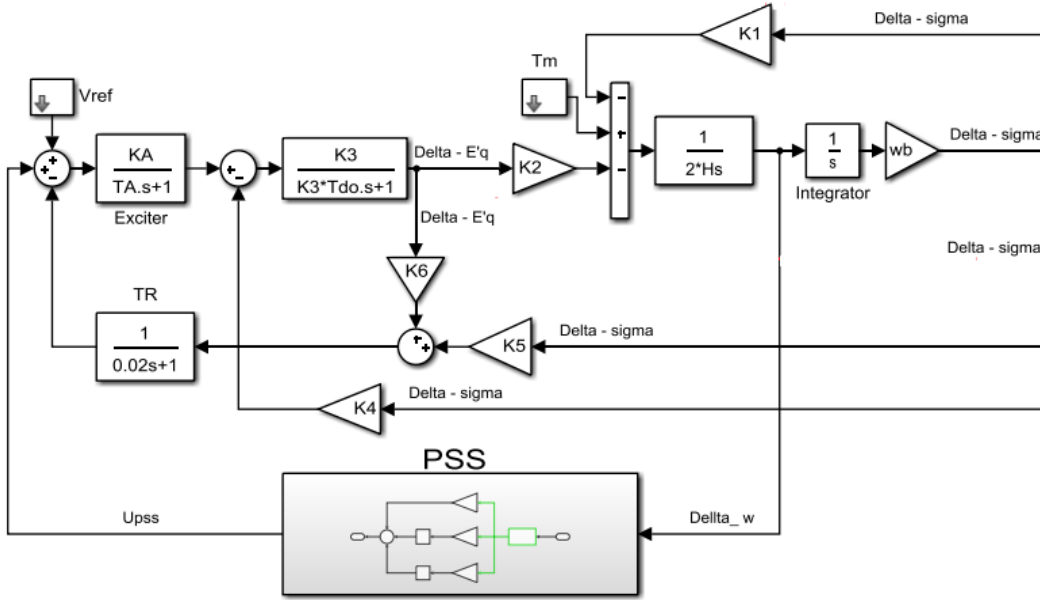 Delta - sigma
K1
Tm
Vref
KA
TA.s+1
Exciter
K3
K3*Tdo.s+1
Delta - E'q
K2
1
2*Hs
1
s
Integrator
wb
Delta - sigma
Delta - E'q
Delta - sigma
K6
TR
1
0.02s+1
Delta - sigma
K5
Delta - sigma
K4
PSS
Upss
Dellta_ w